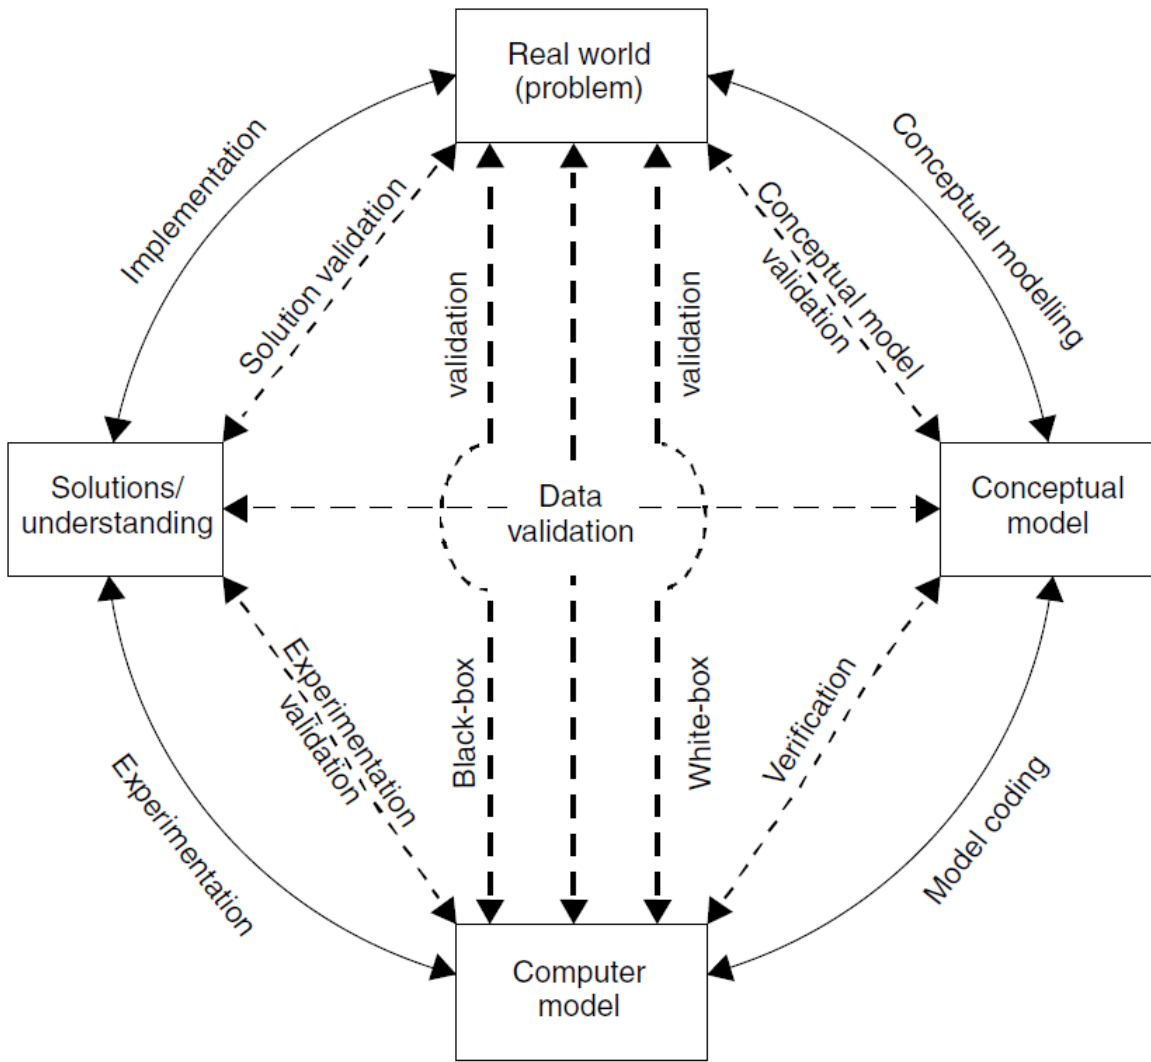 Real world
(problem)
Implementation
Solution validation
validation
validation
Conceptual model
validation
Conceptual modelling
Solutions/
understanding
Data
validation
Conceptual
model
Experimentation
Experimentation
validation
Black-box
White-box
Verification
Model coding
Computer
model